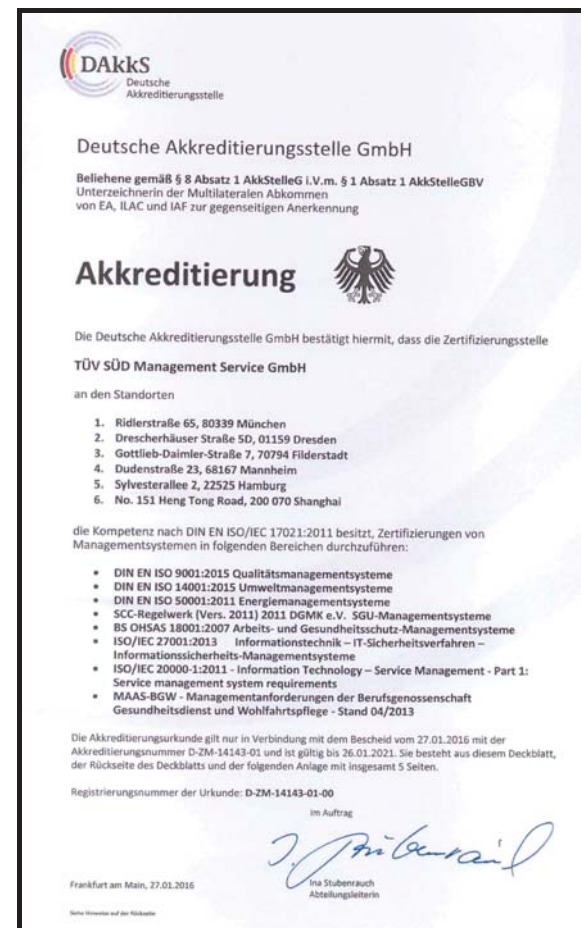 DAkkS
Deutsche
Akkreditierungsstelle
Deutsche Akkreditierungsstelle GmbH
Beliehene gemäß § 8 Absatz 1 AkkStelleG i.V.m. § 1 Absatz 1 AkkStelleGBV
Unterzeichnerin der Multilateralen Abkommen
von EA, ILAC und IAF zur gegenseitigen Anerkennung
Akkreditierung
Die Deutsche Akkreditierungsstelle GmbH bestätigt hiermit, dass die Zertifizierungsstelle
TÜV SÜD Management Service GmbH
an den Standorten
1. Ridlerstraße 65, 80339 München
2. Drescherhäuser Straße 5D, 01159 Dresden
3. Gottlieb-Daimler-Straße 7, 70794 Filderstadt
4. Dudenstraße 23, 68167 Mannheim
5. Sylvesterallee 2, 22525 Hamburg
6. No. 151 Heng Tong Road, 200 070 Shanghai
die Kompetenz nach DIN EN ISO/IEC 17021:2011 besitzt, Zertifizierungen von
Managementsystemen in folgenden Bereichen durchzuführen:
• DIN EN ISO 9001:2015 Qualitätsmanagementsysteme
• DIN EN ISO 14001:2015 Umweltmanagementsysteme
• DIN EN ISO 50001:2011 Energiemanagementsysteme
• SCC-Regelwerk (Vers. 2011) 2011 DGMK e.V. SGU-Managementsysteme
• BS OHSAS 18001:2007 Arbeits- und Gesundheitsschutz-Managementsysteme
• ISO/IEC 27001:2013 Informationstechnik – IT-Sicherheitsverfahren –
Informationssicherheits-Managementsysteme
• ISO/IEC 20000-1:2011 - Information Technology – Service Management - Part 1:
Service management system requirements
• MAAS-BGW - Managementanforderungen der Berufsgenossenschaft
Gesundheitsdienst und Wohlfahrtspflege - Stand 04/2013
Die Akkreditierungsurkunde gilt nur in Verbindung mit dem Bescheid vom 27.01.2016 mit der
Akkreditierungsnummer D-ZM-14143-01 und ist gültig bis 26.01.2021. Sie besteht aus diesem Deckblatt,
der Rückseite des Deckblatts und der folgenden Anlage mit insgesamt 5 Seiten.
Registrierungsnummer der Urkunde: D-ZM-14143-01-00
Im Auftrag
Frankfurt am Main, 27.01.2016
Ina Stubenrauch
Abteilungsleiterin
Siehe Hinweise auf der Rückseite